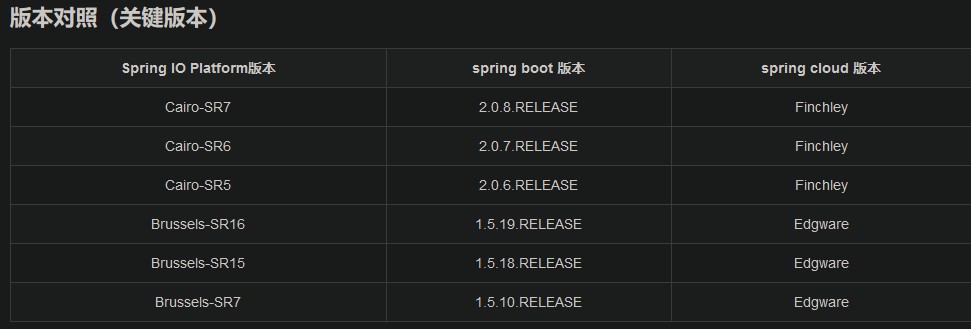 版本对照（关键版本）
Spring IO Platform版本 spring boot 版本 spring cloud 版本
Cairo-SR7 2.0.8.RELEASE Finchley
Cairo-SR6 2.0.7.RELEASE Finchley
Cairo-SR5 2.0.6.RELEASE Finchley
Brussels-SR16 1.5.19.RELEASE Edgware
Brussels-SR15 1.5.18.RELEASE Edgware
Brussels-SR7 1.5.10.RELEASE Edgware